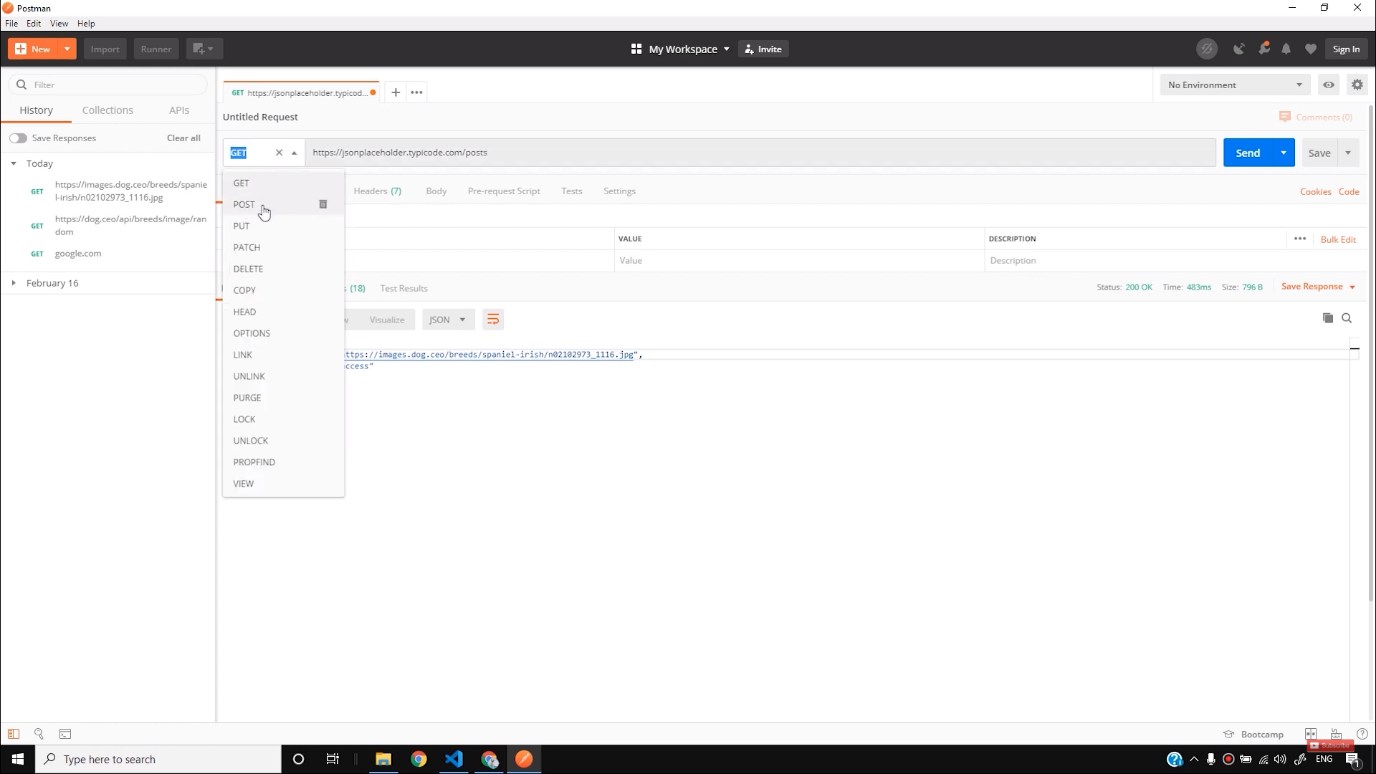 Postman
File Edit View Help
New Import Runner My Workspace Invite Sign In
Filter
History Collections APIs
Save Responses Clear all
Today
GET https://images.dog.ceo/breeds/spanie
l-irish/n02102973_1116.jpg
GET https://dog.ceo/api/breeds/image/ran
dom
GET google.com
February 16
GET https://jsonplaceholder.typicod... No Environment
Untitled Request Comments (0)
GET https://jsonplaceholder.typicode.com/posts Send Save
Headers (7) Body Pre-request Script Tests Settings Cookies Code
VALUE DESCRIPTION Bulk Edit
Value Description
(18) Test Results Status: 200 OK Time: 483ms Size: 796 B Save Response
Visualize JSON
ttps://images.dog.ceo/breeds/spaniel-irish/n02102973_1116.jpg",
ccess"
GET
POST
PUT
PATCH
DELETE
COPY
HEAD
OPTIONS
LINK
UNLINK
PURGE
LOCK
UNLOCK
PROPFIND
VIEW
Bootcamp
Type here to search ENG 1